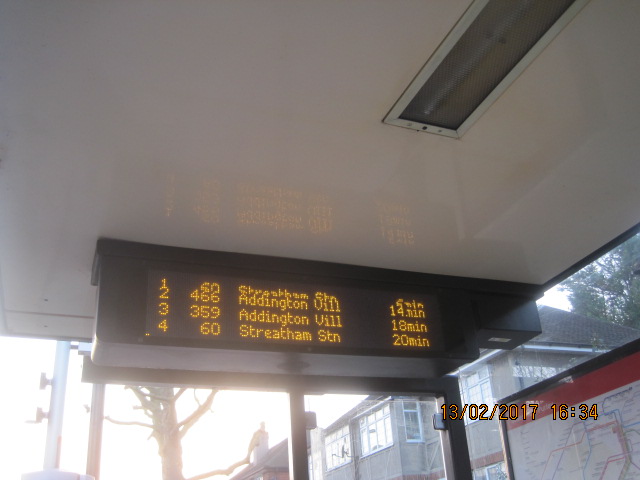 1 60 Streatham Stn
2 466 Addington Vill 14min
3 359 Addington Vill 18min
4 60 Streatham Stn 20min
13/02/2017 16:34